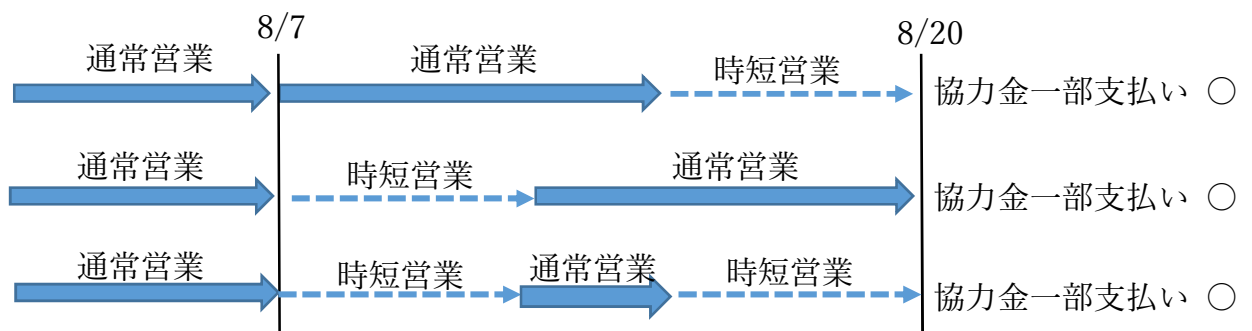 8/7
8/20
通常営業 通常営業 時短営業 協力金一部支払い ○
通常営業 時短営業 通常営業 協力金一部支払い ○
通常営業 時短営業 通常営業 時短営業 協力金一部支払い ○